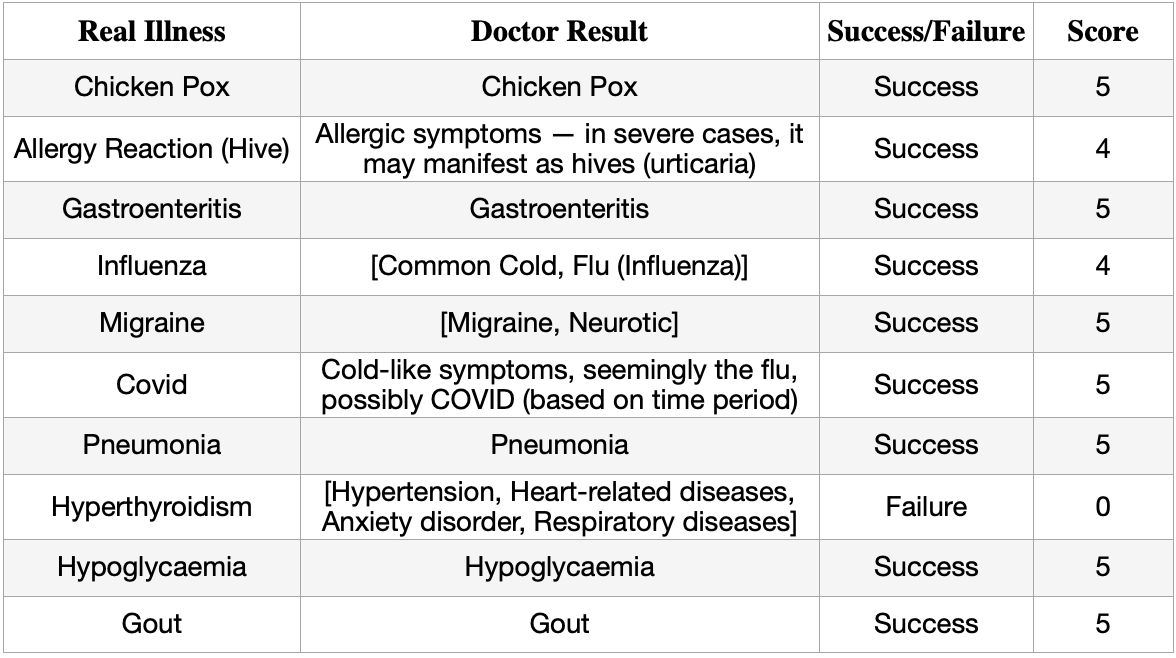 Real Illness Doctor Result Success/Failure Score
Chicken Pox Chicken Pox Success 5
Allergy Reaction (Hive) Allergic symptoms — in severe cases, it may manifest as hives (urticaria) Success 4
Gastroenteritis Gastroenteritis Success 5
Influenza [Common Cold, Flu (Influenza)] Success 4
Migraine [Migraine, Neurotic] Success 5
Covid Cold-like symptoms, seemingly the flu, possibly COVID (based on time period) Success 5
Pneumonia Pneumonia Success 5
Hyperthyroidism [Hypertension, Heart-related diseases, Anxiety disorder, Respiratory diseases] Failure 0
Hypoglycaemia Hypoglycaemia Success 5
Gout Gout Success 5